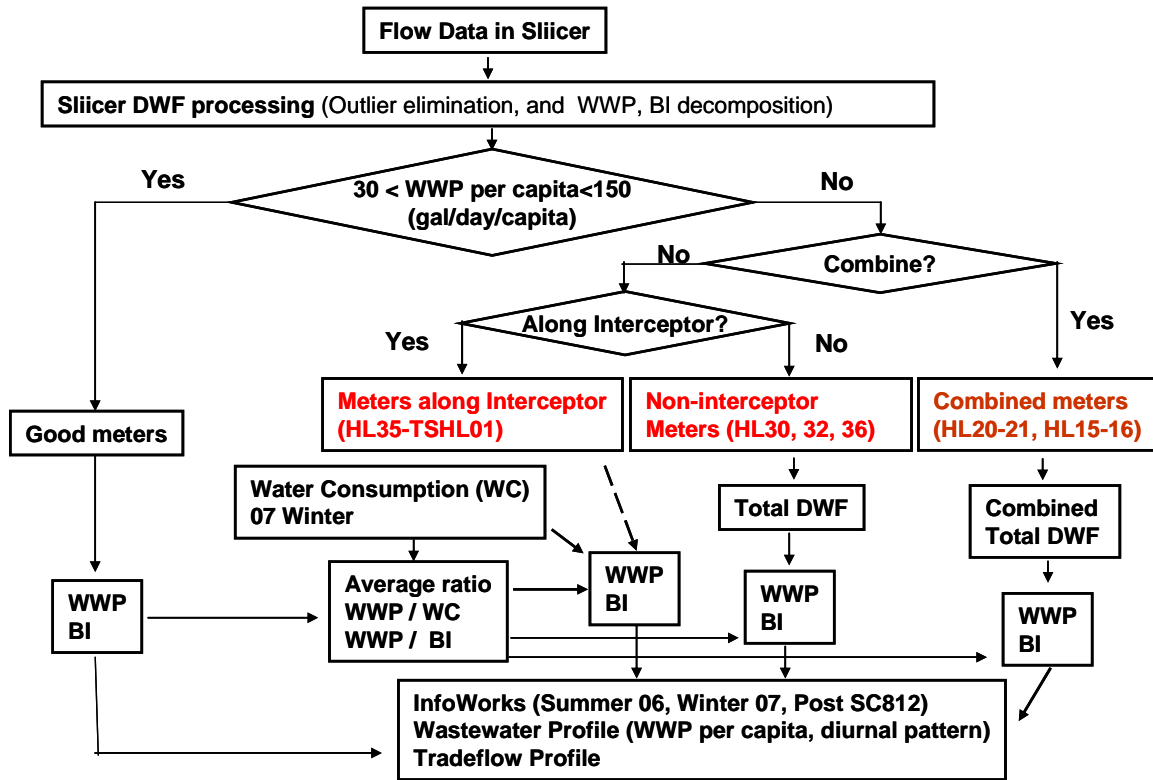 Flow Data in Sliicer
Sliicer DWF processing (Outlier elimination, and WWP, BI decomposition)
Yes
30 < WWP per capita<150
(gal/day/capita)
No
No
Combine?
Along Interceptor?
Yes
No
Yes
Good meters
Meters along Interceptor
(HL35-TSHL01)
Non-interceptor
Meters (HL30, 32, 36)
Combined meters
(HL20-21, HL15-16)
Water Consumption (WC)
07 Winter
Total DWF
Combined
Total DWF
WWP
BI
Average ratio
WWP / WC
WWP / BI
WWP
BI
WWP
BI
WWP
BI
InfoWorks (Summer 06, Winter 07, Post SC812)
Wastewater Profile (WWP per capita, diurnal pattern)
Tradeflow Profile